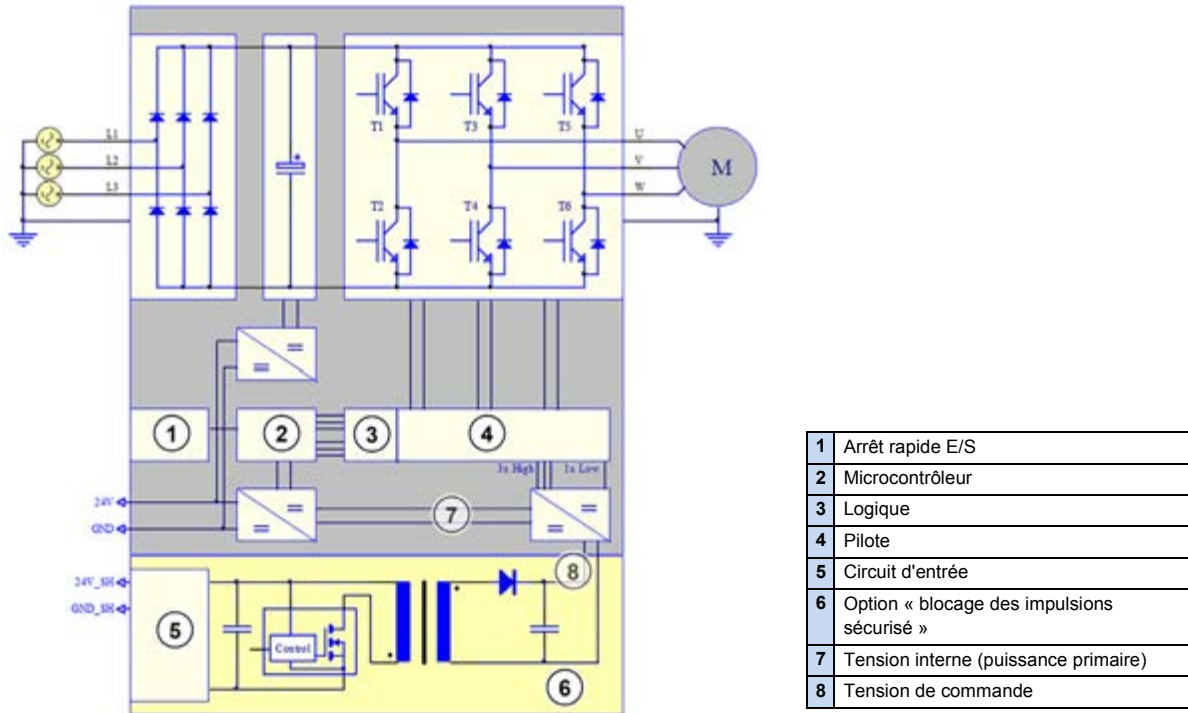 L1
L2
L3
T1
T3
T5
T2
T4
T6
U
V
W
M
1
2
3
4
3x High
1x Low
24V
GND
7
8
24V_SH
GND_SH
5
Control
6
1 Arrêt rapide E/S
2 Microcontrôleur
3 Logique
4 Pilote
5 Circuit d'entrée
6 Option « blocage des impulsions
sécurisé »
7 Tension interne (puissance primaire)
8 Tension de commande